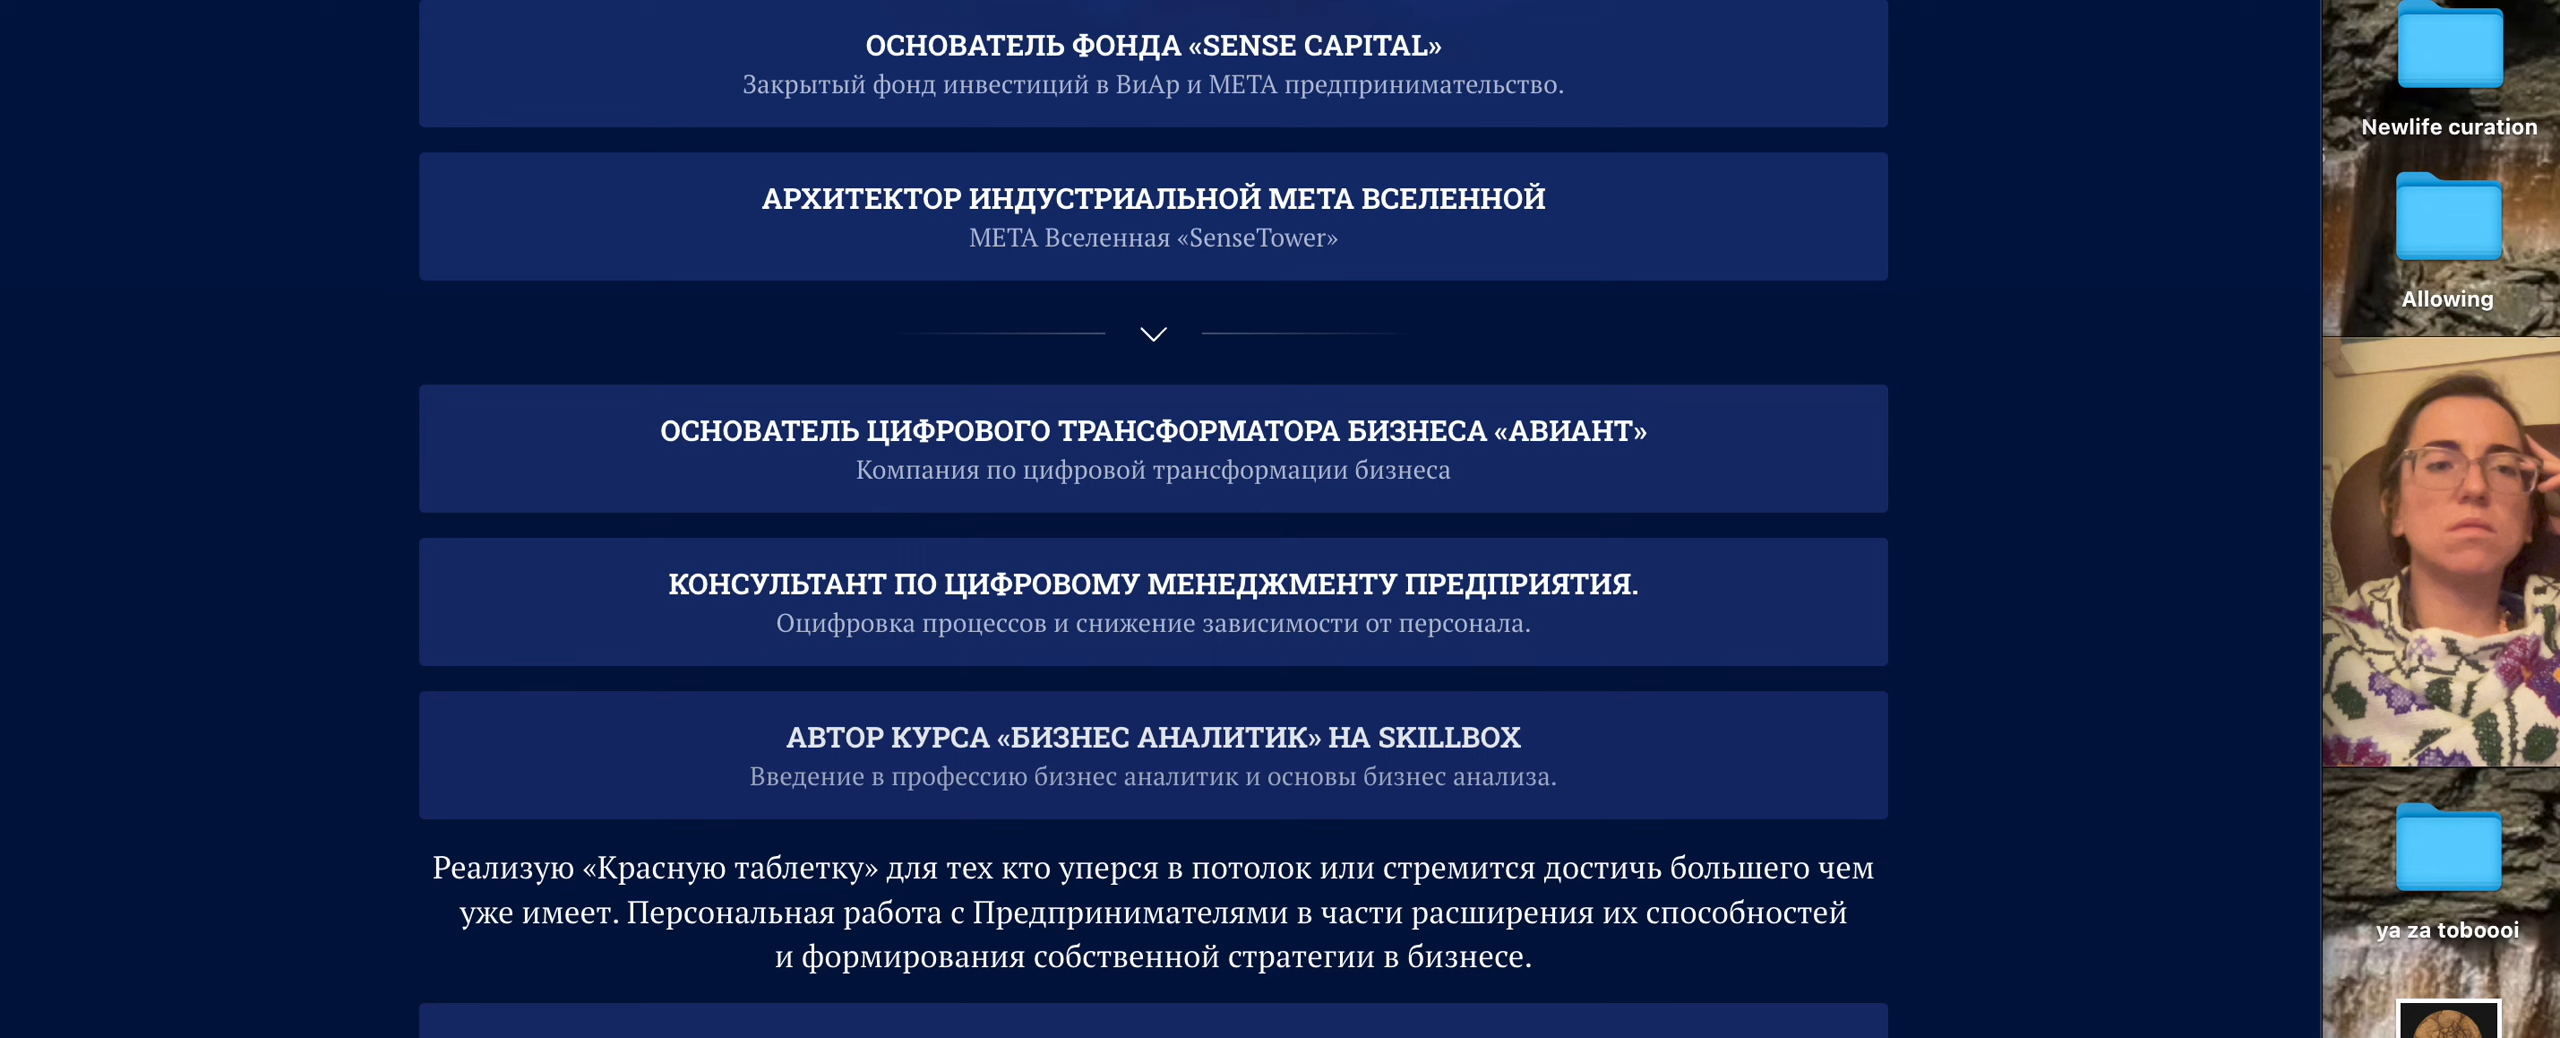 ОСНОВАТЕЛЬ ФОНДА «SENSE CAPITAL»
Закрытый фонд инвестиций в ВиАр и МЕТА предпринимательство.
АРХИТЕКТОР ИНДУСТРИАЛЬНОЙ МЕТА ВСЕЛЕННОЙ
МЕТА Вселенная «SenseTower»
ОСНОВАТЕЛЬ ЦИФРОВОГО ТРАНСФОРМАТОРА БИЗНЕСА «АВИАНТ»
Компания по цифровой трансформации бизнеса
КОНСУЛЬТАНТ ПО ЦИФРОВОМУ МЕНЕДЖМЕНТУ ПРЕДПРИЯТИЯ.
Оцифровка процессов и снижение зависимости от персонала.
АВТОР КУРСА «БИЗНЕС АНАЛИТИК» НА SKILLBOX
Введение в профессию бизнес аналитик и основы бизнес анализа.
Реализую «Красную таблетку» для тех кто уперся в потолок или стремится достичь большего чем
уже имеет. Персональная работа с Предпринимателями в части расширения их способностей
и формирования собственной стратегии в бизнесе.
Newlife curation
Allowing
ya za toboooi